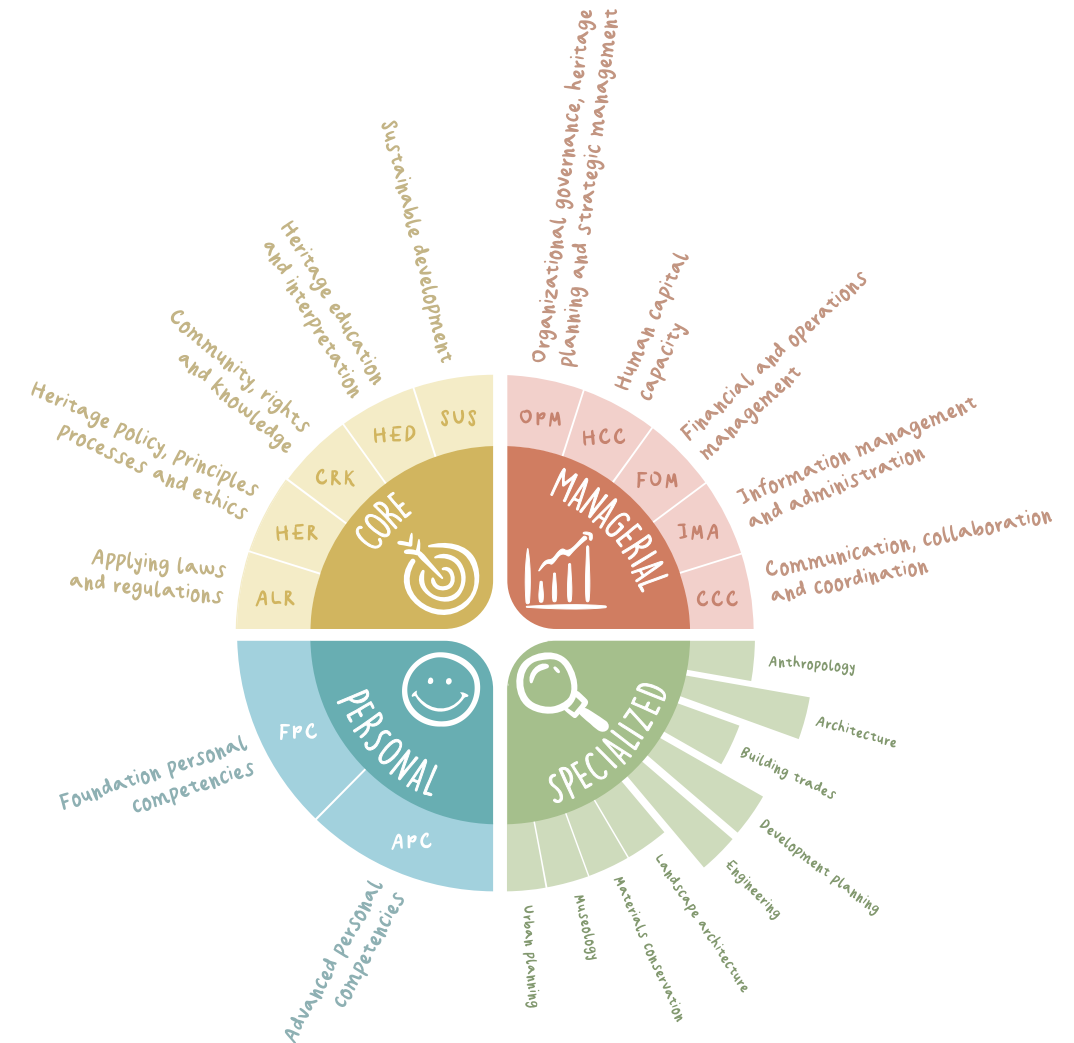 Sustainable development
Heritage education
and interpretation
Community, rights
and knowledge
Heritage Policy, Principles
Processes and ethics
Applying laws
and regulations
SUS
HED
CRK
HER
ALR
CORE
Organizational governance, heritage
Planning and strategic management
Human capital
capacity
Financial and operations
management
Information management
and administration
Communication, collaboration
and coordination
OPM
HCC
FOM
IMA
CCC
MANAGERIAL
PERSONAL
FPC
APC
Foundation personal
competencies
Advanced personal
competencies
SPECIALIZED
Anthropology
Architecture
Building trades
Development planning
Engineering
Landscape architecture
Materials conservation
Museology
Urban planning